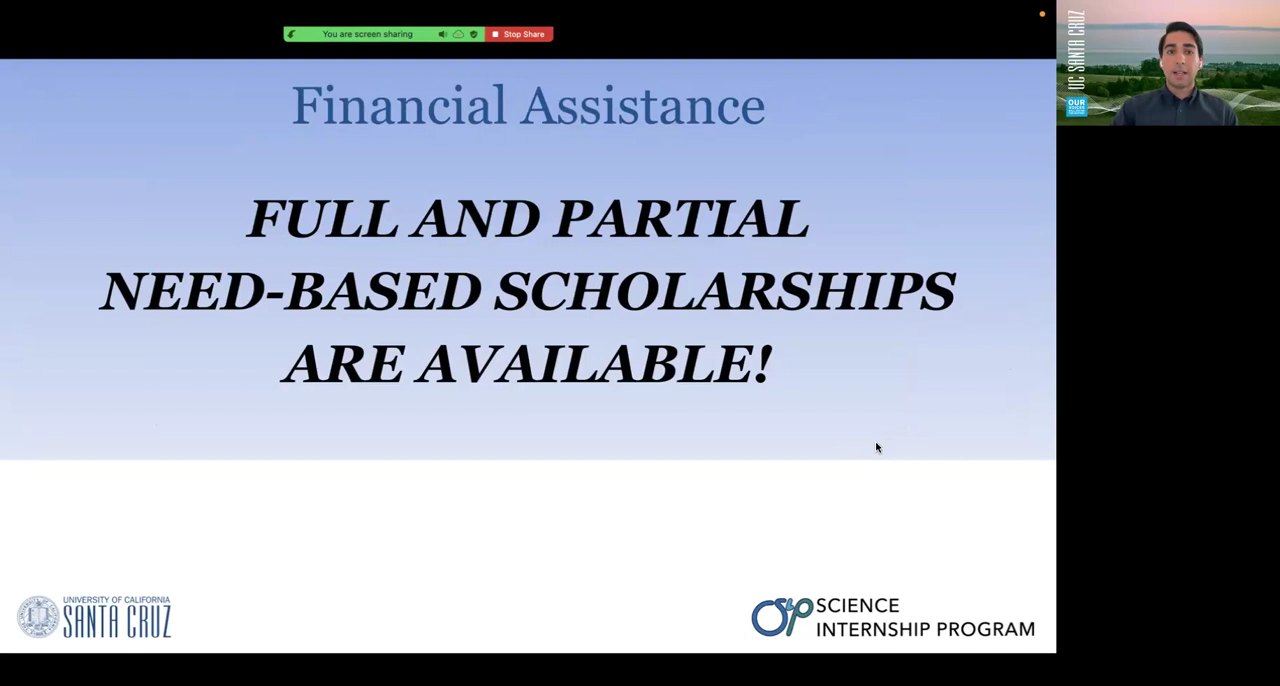 You are screen sharing
Stop Share
Financial Assistance
FULL AND PARTIAL
NEED-BASED SCHOLARSHIPS
ARE AVAILABLE!
UNIVERSITY OF CALIFORNIA
SANTA CRUZ
SCIENCE
INTERNSHIP PROGRAM
UC SANTA CRUZ
OUR